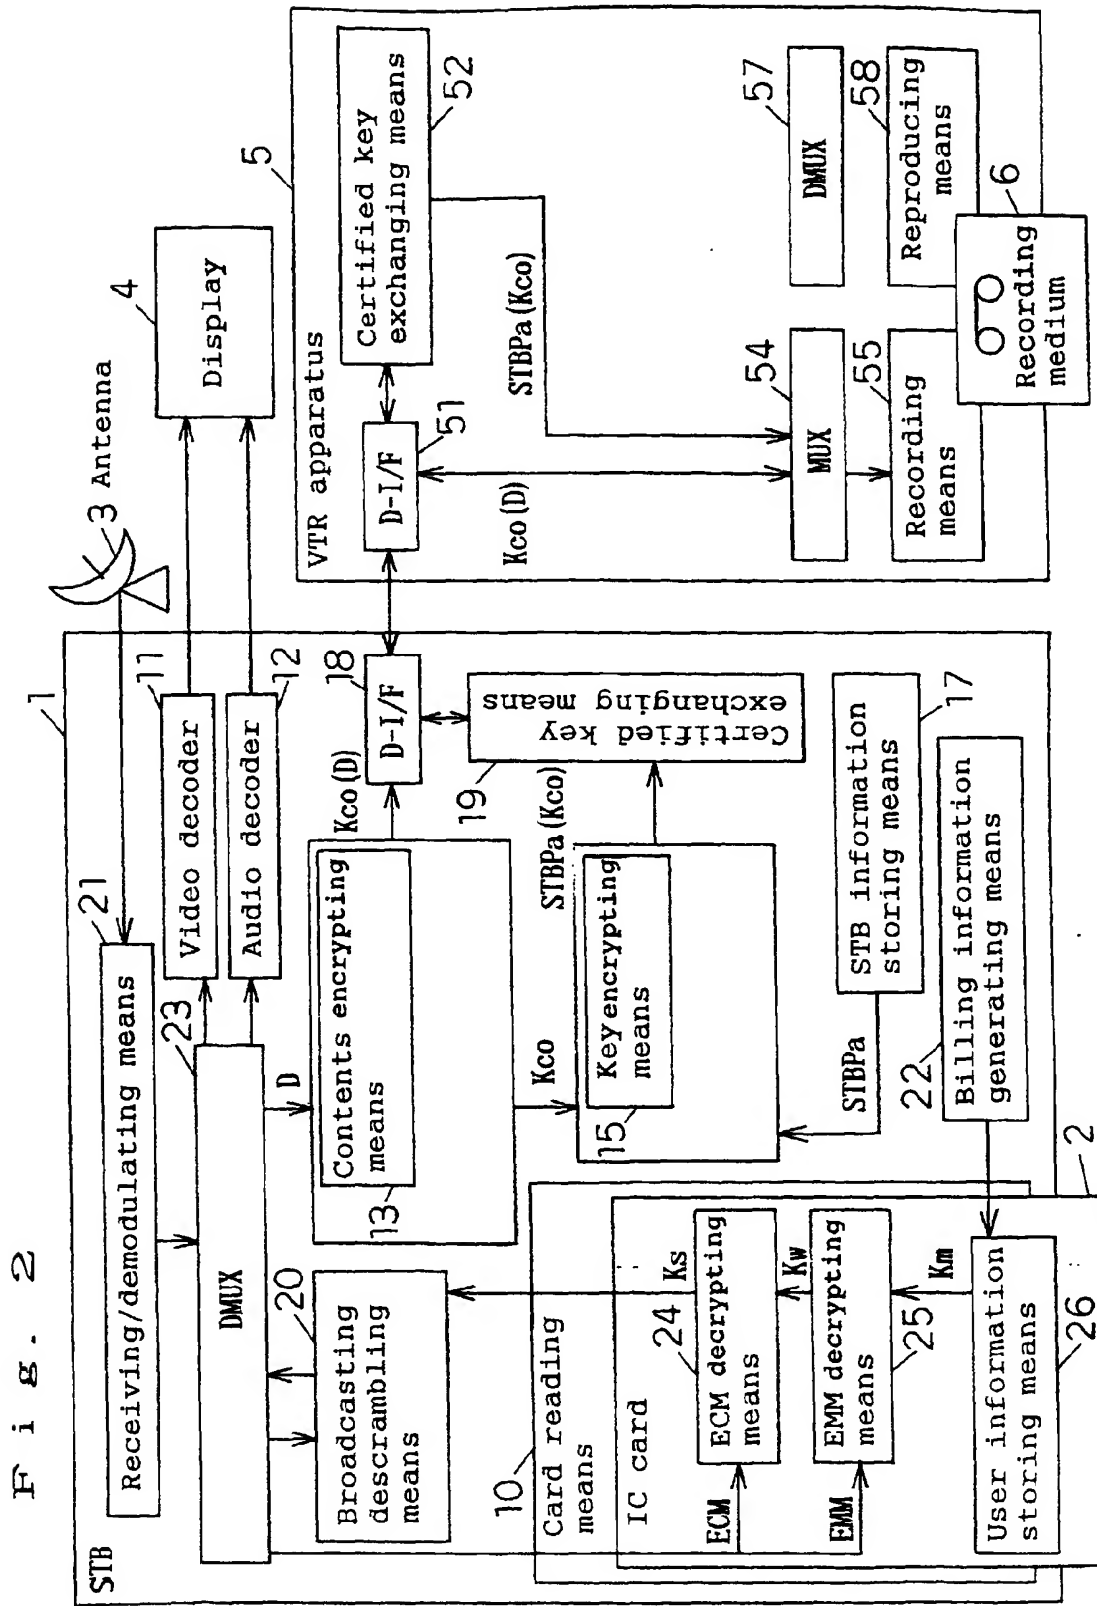 Fig. 2
STB
1
Receiving/demodulating means
21
3 Antenna
DMUX
23
Video decoder
11
Audio decoder
12
4
Display
Broadcasting
descrambling
means
20
D
Contents encrypting
means
13
Kco(D)
D-I/F
18
Kco
Key encrypting
means
15
STBPa(Kco)
Certified key
exchanging means
19
STBPa
STB information
storing means
17
22
Billing information
generating means
10
Card reading
means
IC card
2
ECM
ECM decrypting
means
24
Ks
EMM
EMM decrypting
means
25
Kw
Km
User information
storing means
26
VTR apparatus
5
D-I/F
51
Certified key
exchanging means
52
Kco(D)
STBPa(Kco)
MUX
54
DMUX
57
Recording
means
55
Reproducing
means
58
Recording
medium
6